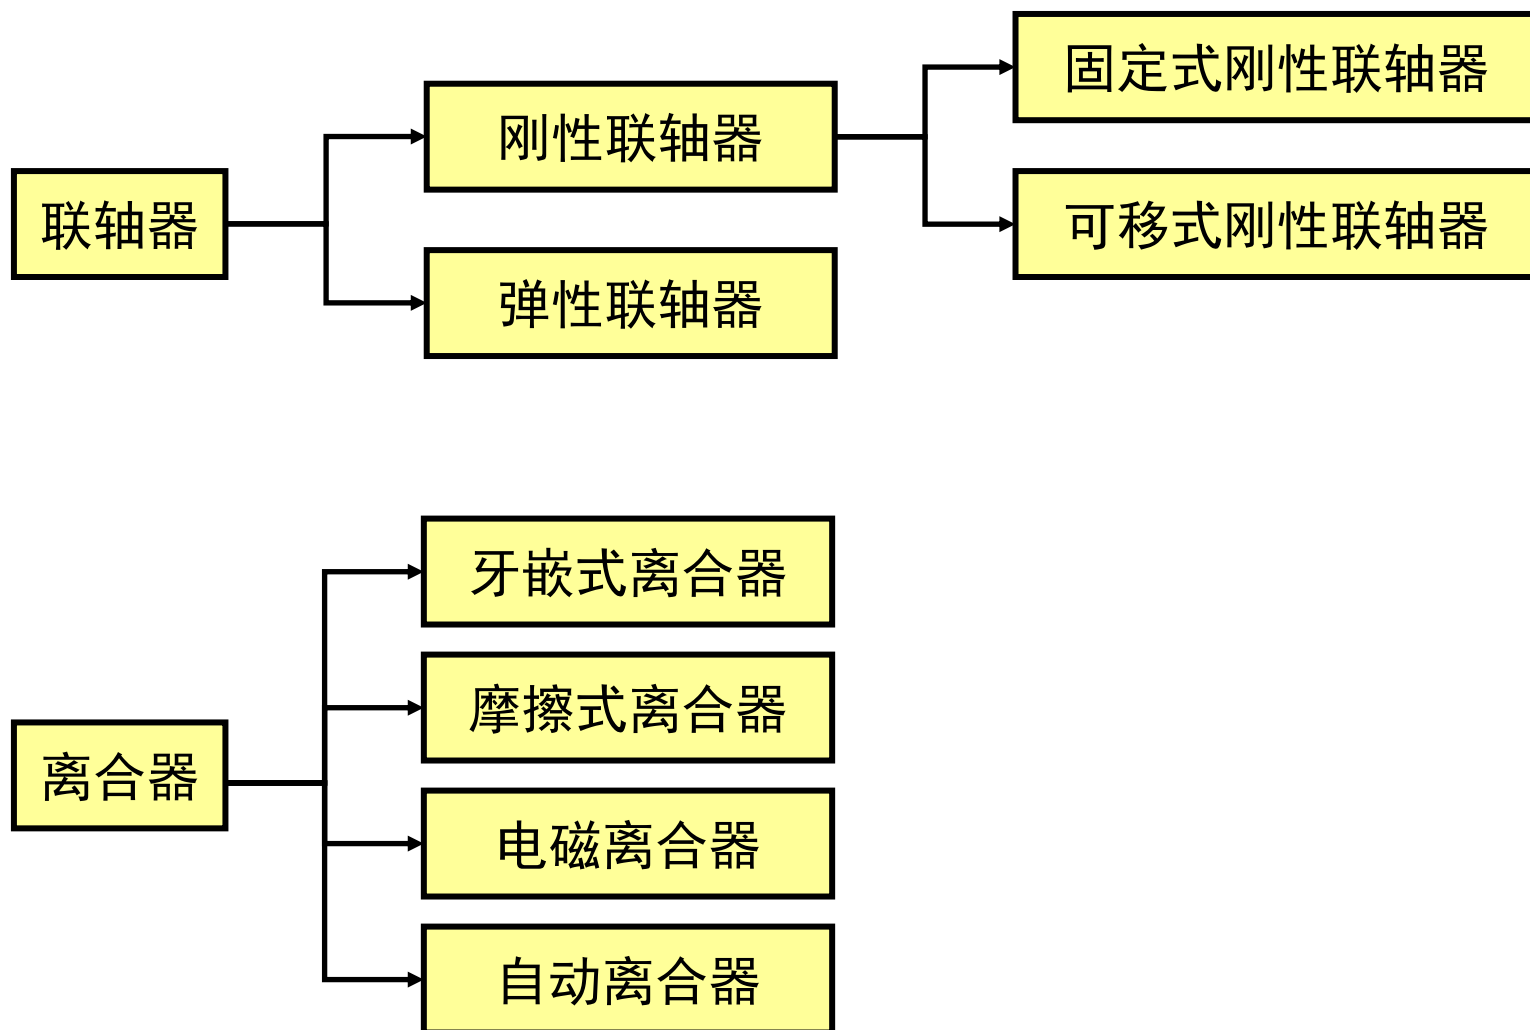 联轴器
刚性联轴器
弹性联轴器
固定式刚性联轴器
可移式刚性联轴器
离合器
牙嵌式离合器
摩擦式离合器
电磁离合器
自动离合器